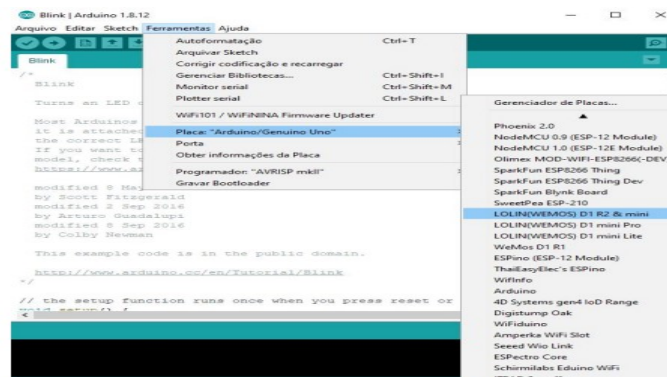 Blink | Arduino 1.8.12
Arquivo Editar Sketch Ferramentas Ajuda
Blink
Autoformatação Ctrl+T
Arquivar Sketch
Corrigir codificação e recarregar
Gerenciar Bibliotecas... Ctrl+Shift+I
Monitor serial Ctrl+Shift+M
Plotter serial Ctrl+Shift+L
WiFi101 / WiFiNINA Firmware Updater
Placa: "Arduino/Genuino Uno"
Porta
Obter informações da Placa
Programador: "AVRISP mkII"
Gravar Bootloader
/*
Blink
Turns an LED
Most Arduinos
it is attached
the correct
If you want to
model, check
modified 8 May
by Scott Fitzgerald
modified 2 Sep 2016
by Arturo Guadalupi
modified 8 Sep 2016
by Colby Newman
This example code is in the public domain.
http://www.arduino.cc/en/Tutorial/Blink
*/
// the setup function runs once when you press reset or
void setup() {
Gerenciador de Placas...
Phoenix 2.0
NodeMCU 0.9 (ESP-12 Module)
NodeMCU 1.0 (ESP-12E Module)
Olimex MOD-WIFI-ESP8266(-DEV
SparkFun ESP8266 Thing
SparkFun ESP8266 Thing Dev
SparkFun Blynk Board
SweetPea ESP-210
LOLIN(WEMOS) D1 R2 & mini
LOLIN(WEMOS) D1 mini Pro
LOLIN(WEMOS) D1 mini Lite
WeMos D1 R1
ESPino (ESP-12 Module)
ThaiEasyElec's ESPino
WifInfo
Arduino
4D Systems gen4 IoD Range
Digistump Oak
WiFiduino
Amperka WiFi Slot
Seeed Wio Link
ESPectro Core
Schirmilabs Eduino WiFi